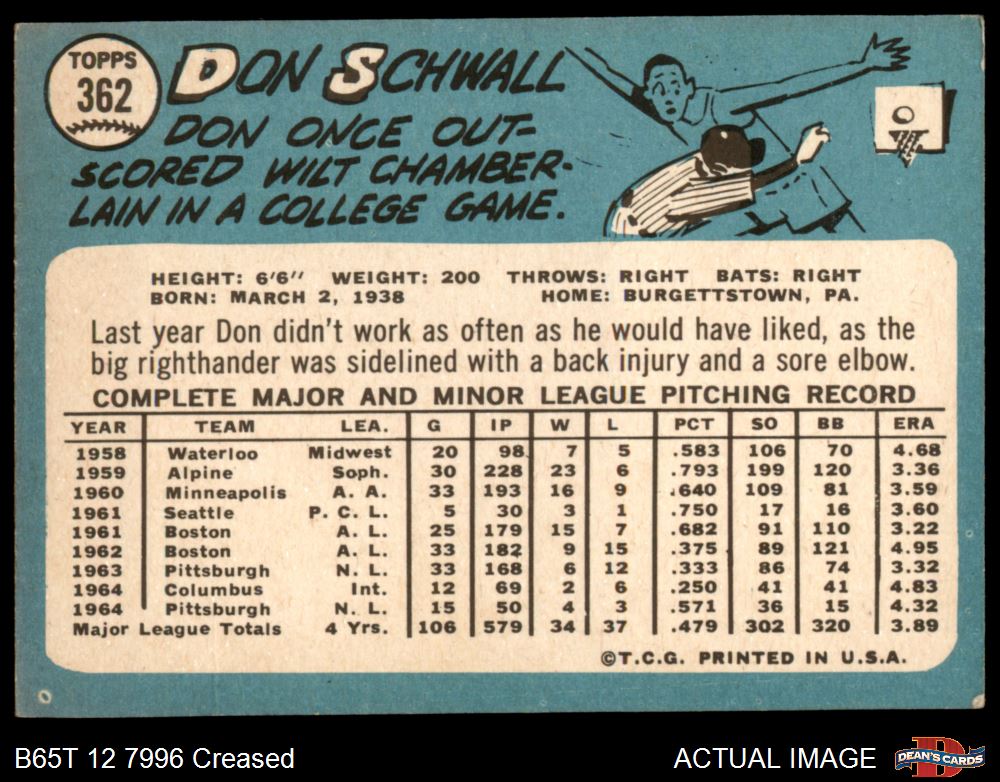 TOPPS
362
DON SCHWALL
DON ONCE OUT-
SCORED WILT CHAMBER-
LAIN IN A COLLEGE GAME.
HEIGHT: 6'6" WEIGHT: 200 THROWS: RIGHT BATS: RIGHT
BORN: MARCH 2, 1938 HOME: BURGETTSTOWN, PA.
Last year Don didn't work as often as he would have liked, as the
big righthander was sidelined with a back injury and a sore elbow.
COMPLETE MAJOR AND MINOR LEAGUE PITCHING RECORD
YEAR TEAM LEA. G IP W L PCT SO BB ERA
1958 Waterloo Midwest 20 98 7 5 .583 106 70 4.68
1959 Alpine Soph. 30 228 23 6 .793 199 120 3.36
1960 Minneapolis A. A. 33 193 16 9 .640 109 81 3.59
1961 Seattle P. C. L. 5 30 3 1 .750 17 16 3.60
1961 Boston A. L. 25 179 15 7 .682 91 110 3.22
1962 Boston A. L. 33 182 9 15 .375 89 121 4.95
1963 Pittsburgh N. L. 33 168 6 12 .333 86 74 3.32
1964 Columbus Int. 12 69 2 6 .250 41 41 4.83
1964 Pittsburgh N. L. 15 50 4 3 .571 36 15 4.32
Major League Totals 4 Yrs. 106 579 34 37 .479 302 320 3.89
©T.C.G. PRINTED IN U.S.A.
B65T 12 7996 Creased
ACTUAL IMAGE
D
DEAN'S CARDS